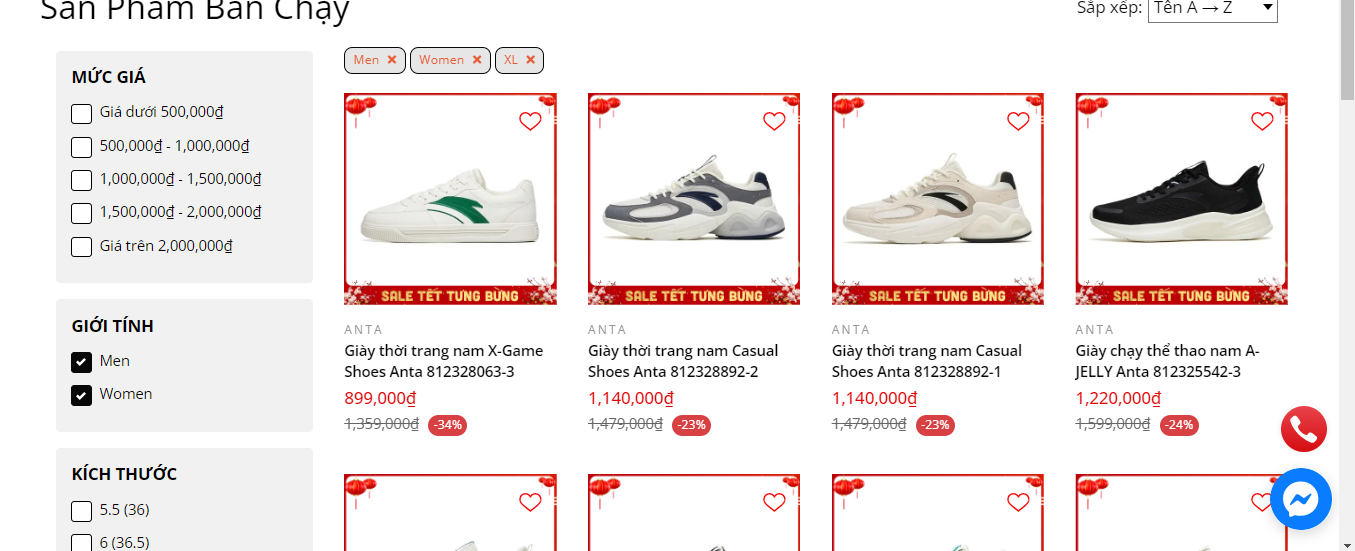 Sản Phẩm Bán Chạy
Sắp xếp: Tên A → Z
Men ×
Women ×
XL ×
MỨC GIÁ
Giá dưới 500,000₫
500,000₫ - 1,000,000₫
1,000,000₫ - 1,500,000₫
1,500,000₫ - 2,000,000₫
Giá trên 2,000,000₫
GIỚI TÍNH
Men
Women
KÍCH THƯỚC
5.5 (36)
6 (36.5)
SALE TẾT TƯNG BỪNG
ANTA
Giày thời trang nam X-Game
Shoes Anta 812328063-3
899,000₫
1,359,000₫ -34%
SALE TẾT TƯNG BỪNG
ANTA
Giày thời trang nam Casual
Shoes Anta 812328892-2
1,140,000₫
1,479,000₫ -23%
SALE TẾT TƯNG BỪNG
ANTA
Giày thời trang nam Casual
Shoes Anta 812328892-1
1,140,000₫
1,479,000₫ -23%
SALE TẾT TƯNG BỪNG
ANTA
Giày chạy thể thao nam A-
JELLY Anta 812325542-3
1,220,000₫
1,599,000₫ -24%